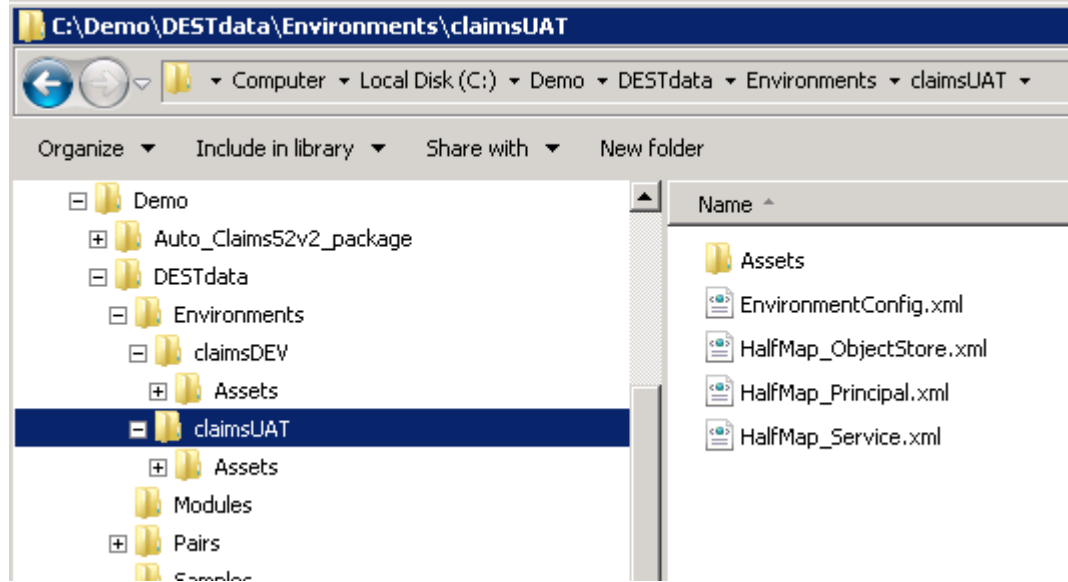 C:\Demo\DESTdata\Environments\claimsUAT
Computer Local Disk (C:) Demo DESTdata Environments claimsUAT
Organize Include in library Share with New folder
Demo
Auto_Claims52v2_package
DESTdata
Environments
claimsDEV
Assets
claimsUAT
Assets
Modules
Pairs
Samples
Name
Assets
EnvironmentConfig.xml
HalfMap_ObjectStore.xml
HalfMap_Principal.xml
HalfMap_Service.xml